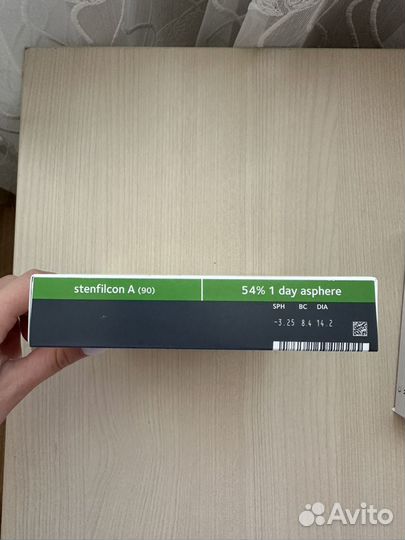 stenfilcon A (90)
54% 1 day asphere
SPH BC DIA
-3.25 8.4 14.2
Avito